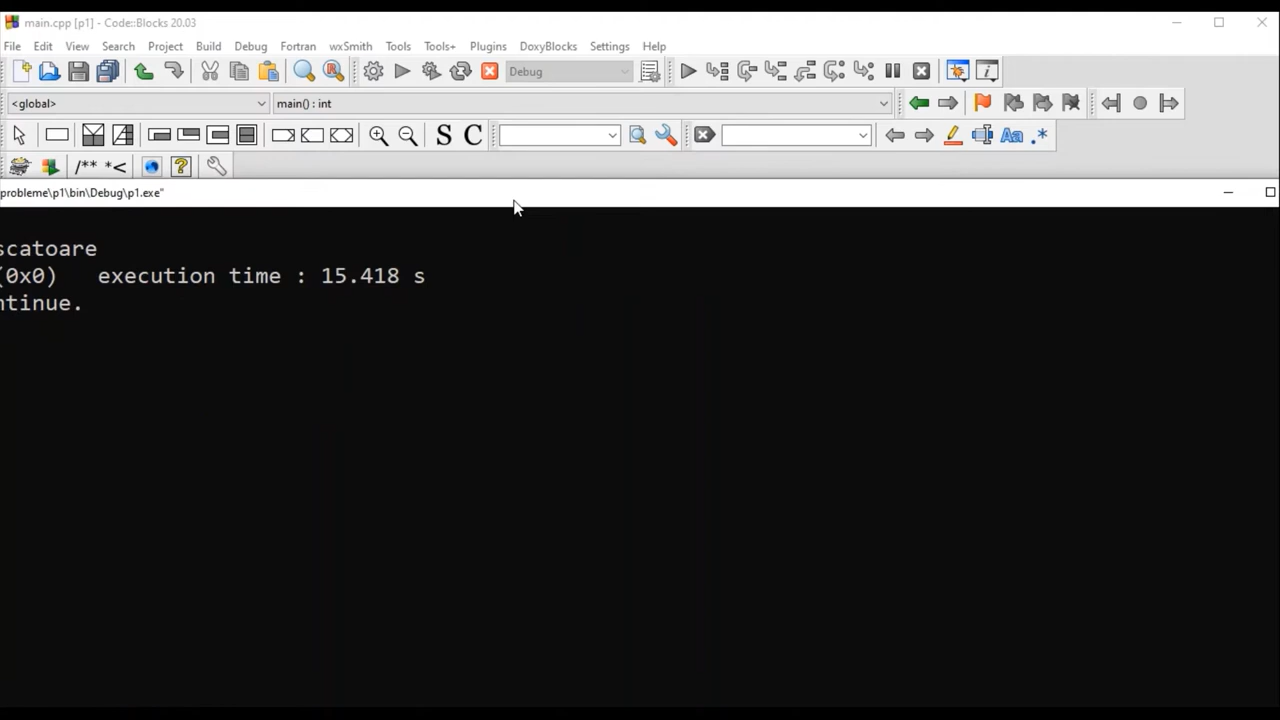 main.cpp [p1] - Code::Blocks 20.03
File Edit View Search Project Build Debug Fortran wxSmith Tools Tools+ Plugins DoxyBlocks Settings Help
Debug
<global> main() : int
S C Aa .*
/** *<
probleme\p1\bin\Debug\p1.exe"
scatoare
(0x0) execution time : 15.418 s
ntinue.